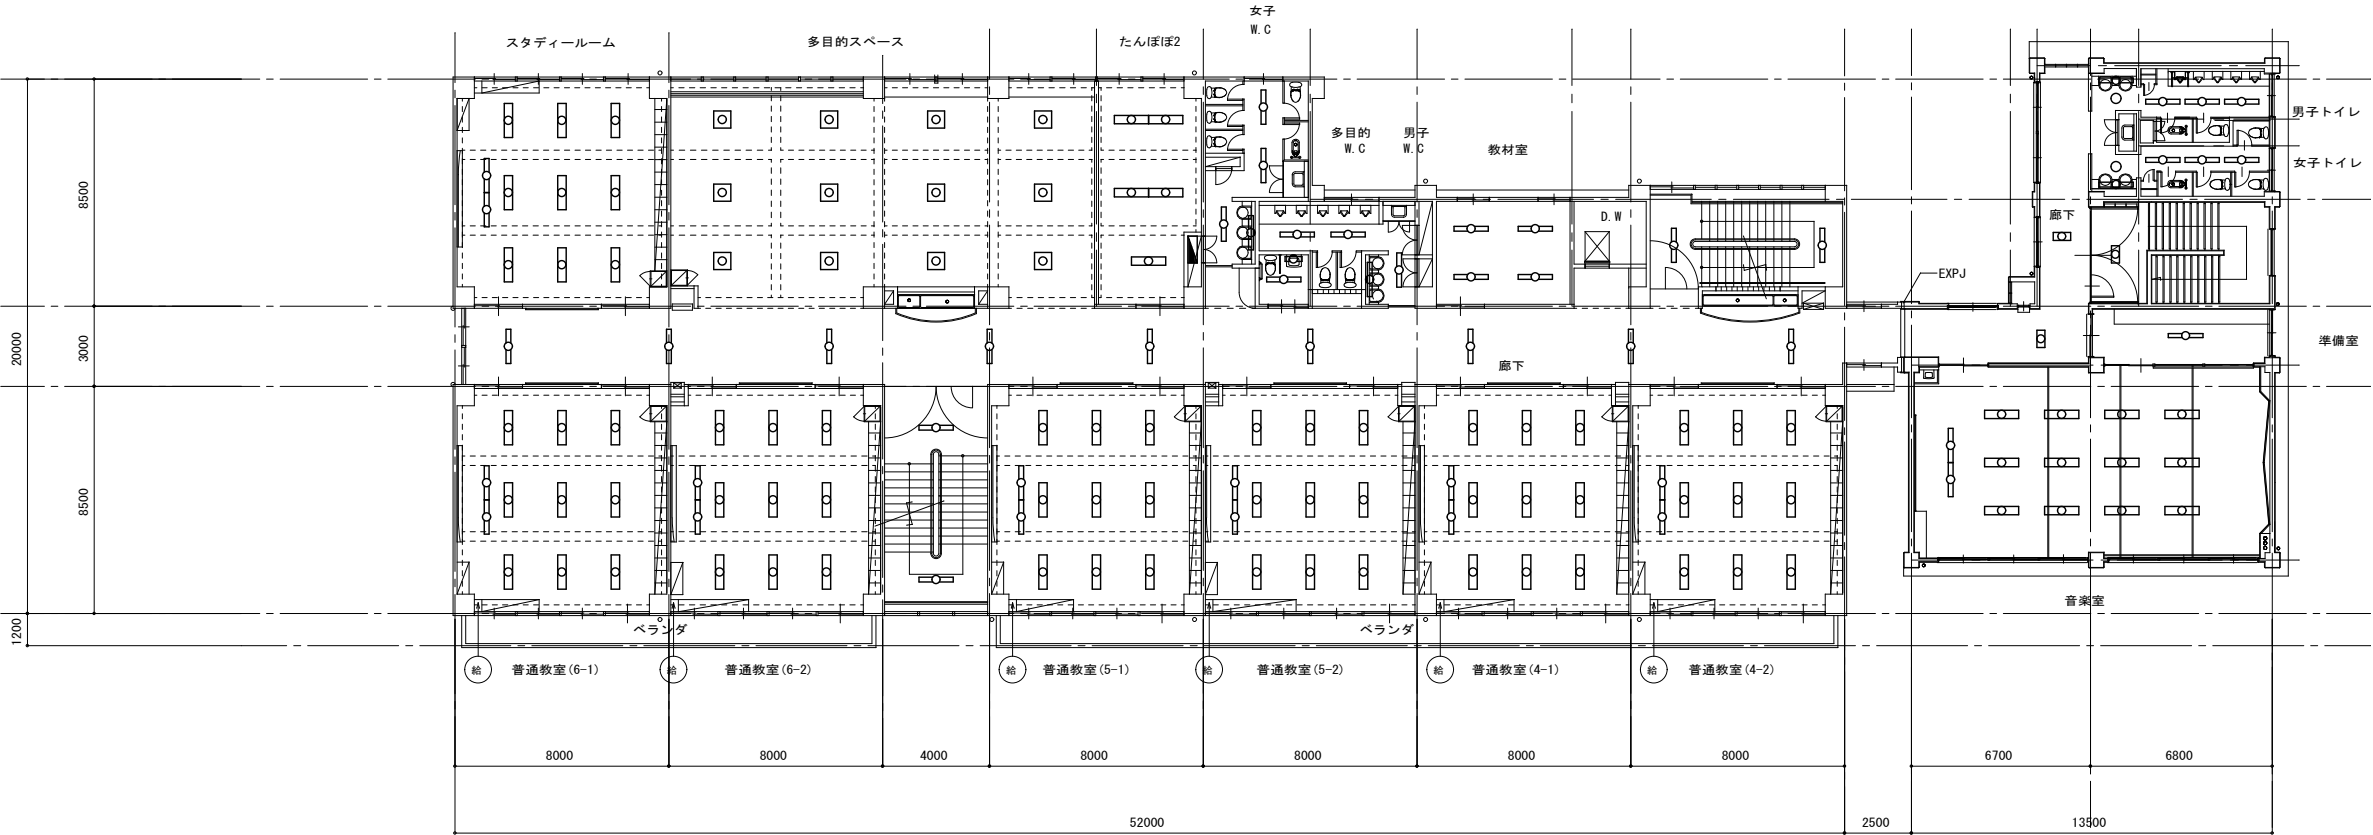 女子
W.C
スタディールーム
多目的スペース
たんぽぽ2
多目的
W.C
男子
W.C
教材室
男子トイレ
女子トイレ
D.W
廊下
EXPJ
準備室
廊下
8500
3000
20000
8500
1200
音楽室
ベランダ
ベランダ
給
普通教室(6-1)
給
普通教室(6-2)
給
普通教室(5-1)
給
普通教室(5-2)
給
普通教室(4-1)
給
普通教室(4-2)
8000
8000
4000
8000
8000
8000
8000
6700
6800
52000
2500
13500